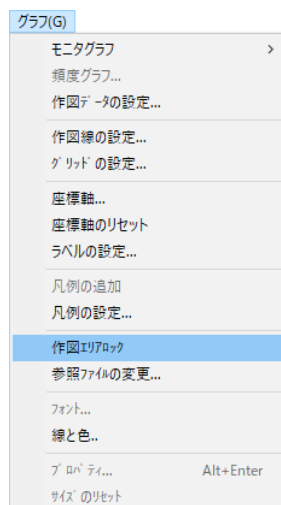 グラフ(G)
モニタグラフ >
頻度グラフ...
作図ﾃﾞｰﾀの設定...
作図線の設定...
ｸﾞﾘｯﾄﾞの設定...
座標軸...
座標軸のリセット
ラベルの設定...
凡例の追加
凡例の設定...
作図ｴﾘｱﾛｯｸ
参照ﾌｧｲﾙの変更...
ﾌｫﾝﾄ...
線と色..
ﾌﾟﾛﾊﾟﾃｨ... Alt+Enter
ｻｲｽﾞのリセット